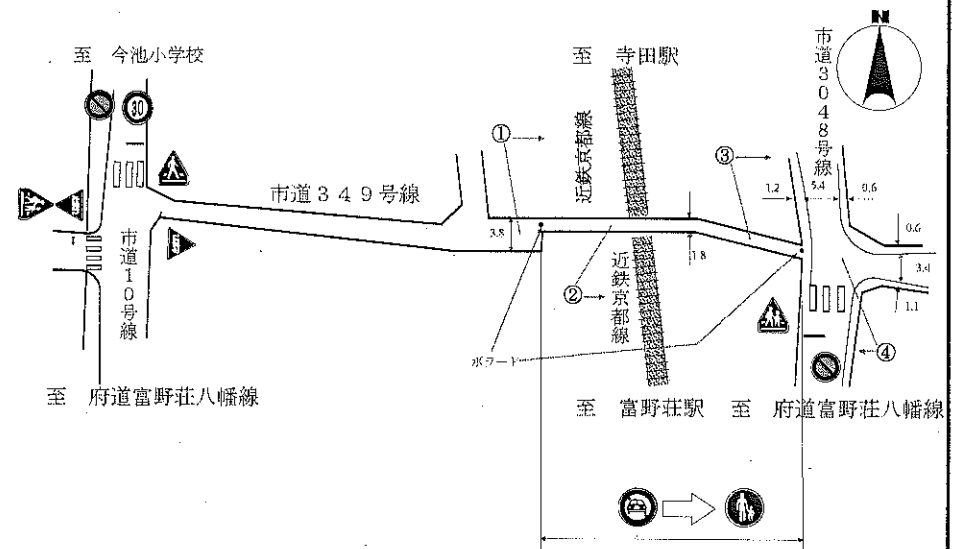 N
至 今池小学校
至 寺田駅
市道3048号線
30
①
近鉄京都線
③
市道349号線
1.2
5.4
0.6
3.8
0.6
市道10号線
②
近鉄京都線
1.8
3.4
1.1
ボラード
④
至 府道富野荘八幡線
至 富野荘駅
至 府道富野荘八幡線